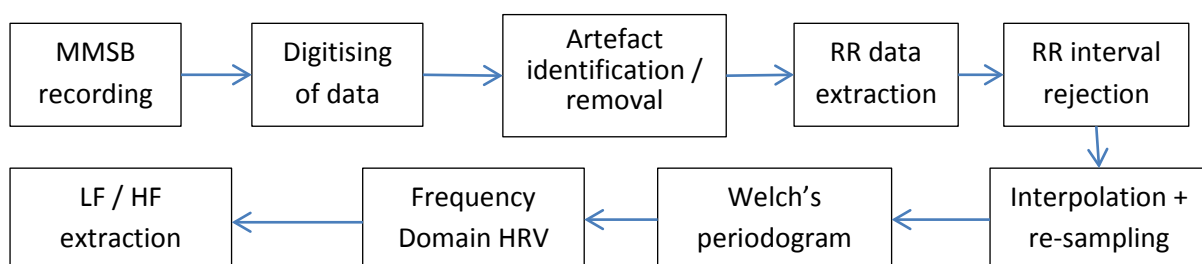 MMSB
recording
Digitising
of data
Artefact
identification /
removal
RR data
extraction
RR interval
rejection
Interpolation +
re-sampling
Welch's
periodogram
Frequency
Domain HRV
LF / HF
extraction